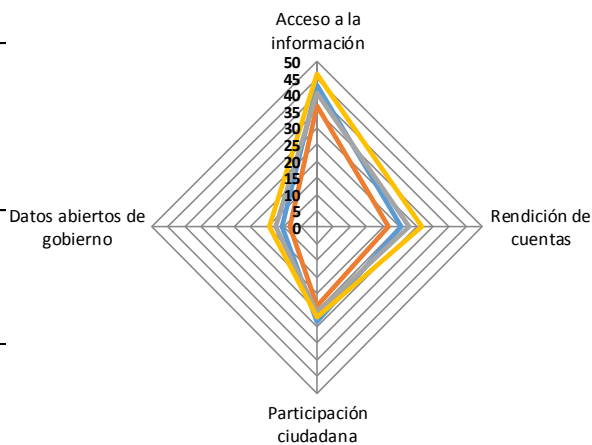 Acceso a la
información
50
45
40
35
30
25
20
15
10
5
0
Datos abiertos de
gobierno
Rendición de
cuentas
Participación
ciudadana